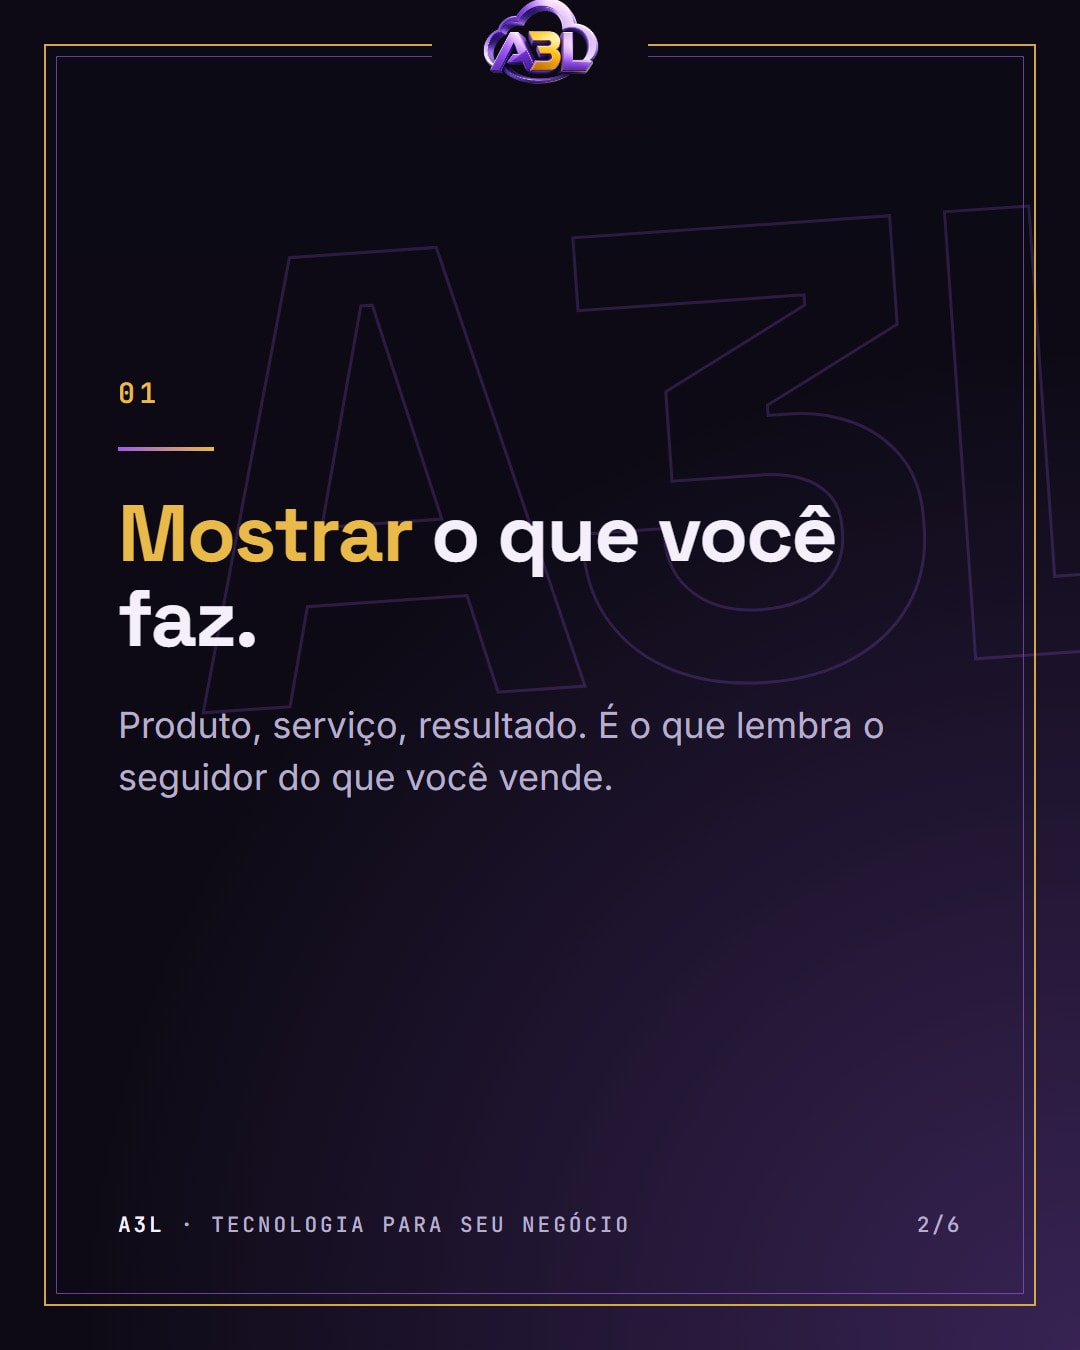 A3L
A3L
01
Mostrar o que você
faz.
Produto, serviço, resultado. É o que lembra o
seguidor do que você vende.
A3L · TECNOLOGIA PARA SEU NEGÓCIO
2/6